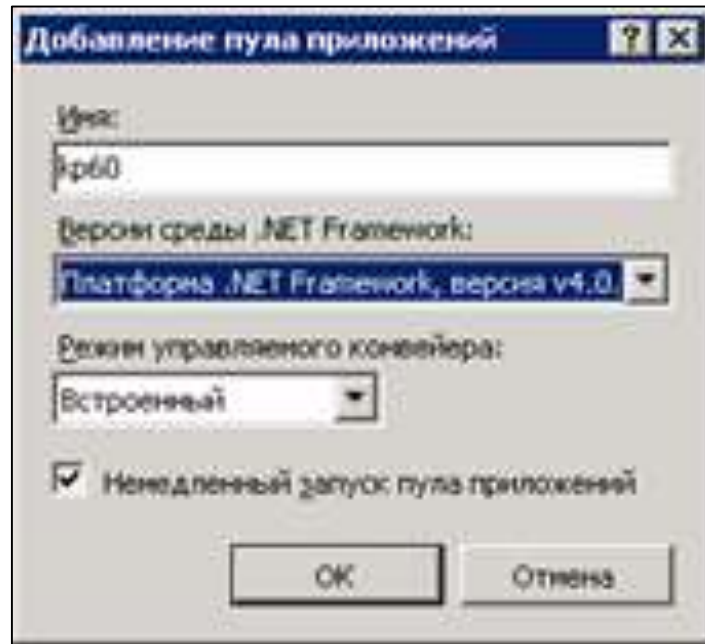 Добавление пула приложений
Имя:
kp60
Версии среды .NET Framework:
Платформа .NET Framework, версия v4.0.
Режим управляемого конвейера:
Встроенный
Немедленный запуск пула приложений
ОК
Отмена